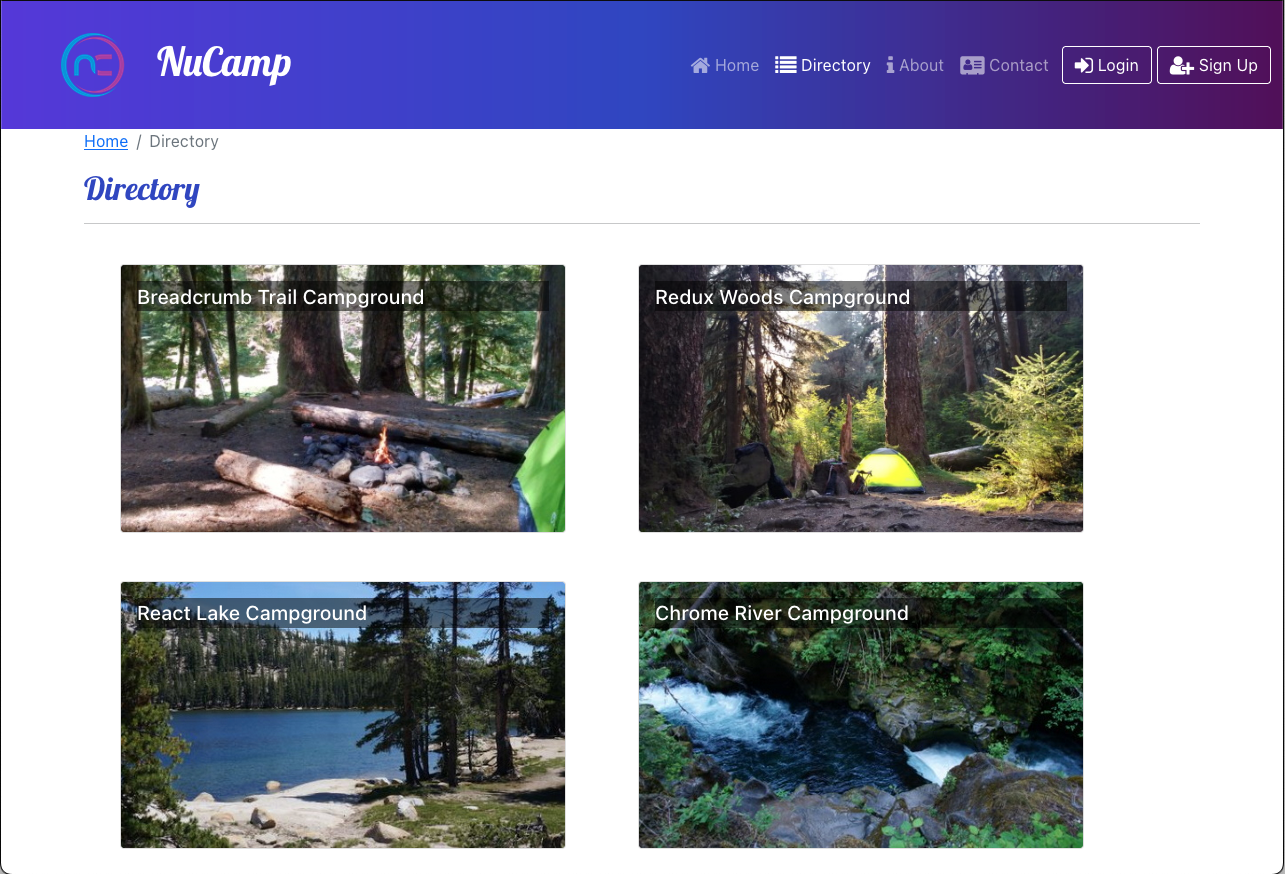 NuCamp
Home Directory About Contact Login Sign Up
Home / Directory
Directory
Breadcrumb Trail Campground
Redux Woods Campground
React Lake Campground
Chrome River Campground